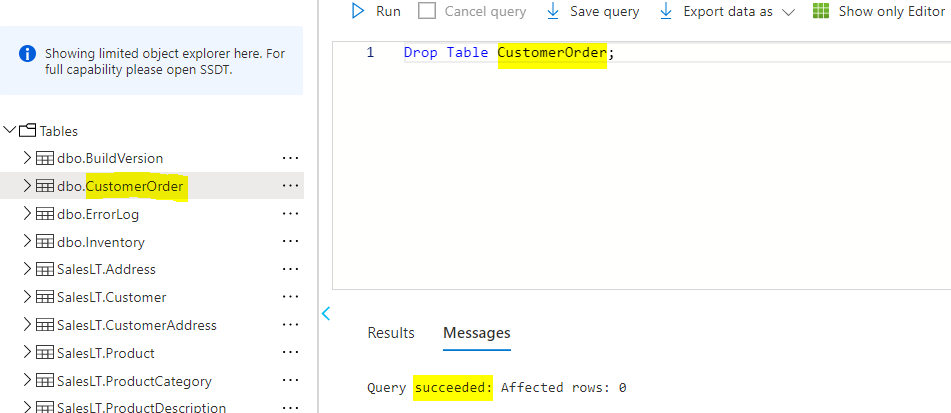 Run Cancel query Save query Export data as Show only Editor
Showing limited object explorer here. For
full capability please open SSDT.
1 Drop Table CustomerOrder;
Tables
dbo.BuildVersion ...
dbo.CustomerOrder ...
dbo.ErrorLog ...
dbo.Inventory ...
SalesLT.Address ...
SalesLT.Customer ...
SalesLT.CustomerAddress ...
SalesLT.Product ...
SalesLT.ProductCategory ...
SalesLT.ProductDescription ...
Results Messages
Query succeeded: Affected rows: 0